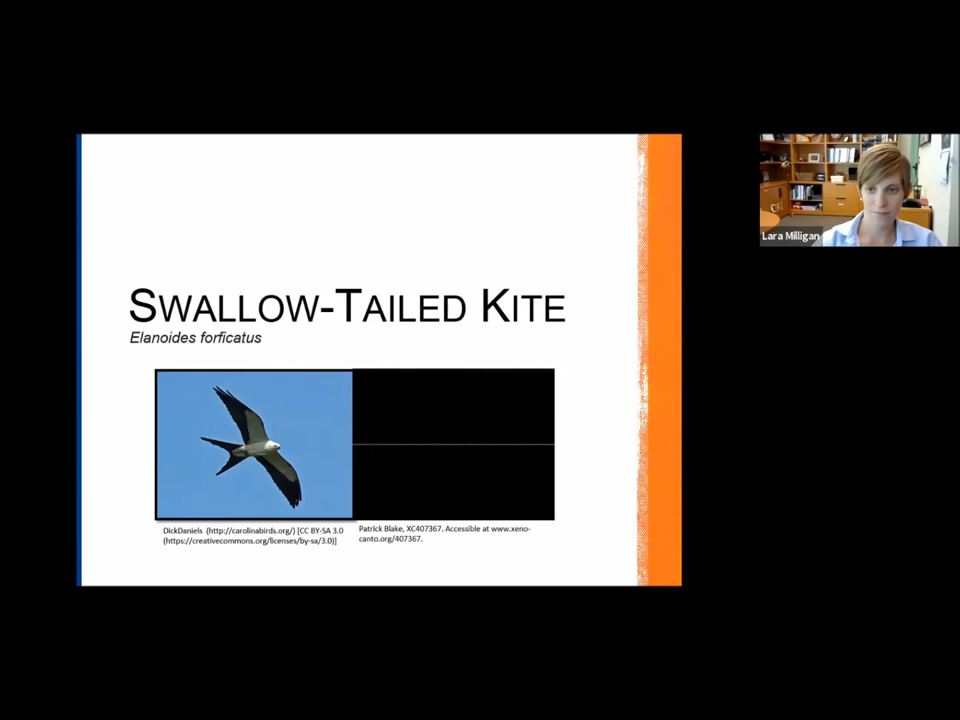 SWALLOW-TAILED KITE
Elanoides forficatus
DickDaniels (http://carolinabirds.org/) [CC BY-SA 3.0
(https://creativecommons.org/licenses/by-sa/3.0)]
Patrick Blake, XC407367. Accessible at www.xeno-
canto.org/407367.
Lara Milligan